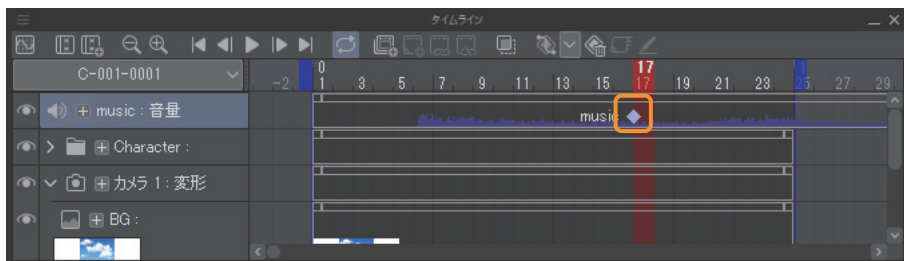 タイムライン
C-001-0001
0 17 1
-2 1 3 5 7 9 11 13 15 17 19 21 23 25 27 29
music : 音量
music
Character :
カメラ 1 : 変形
BG :